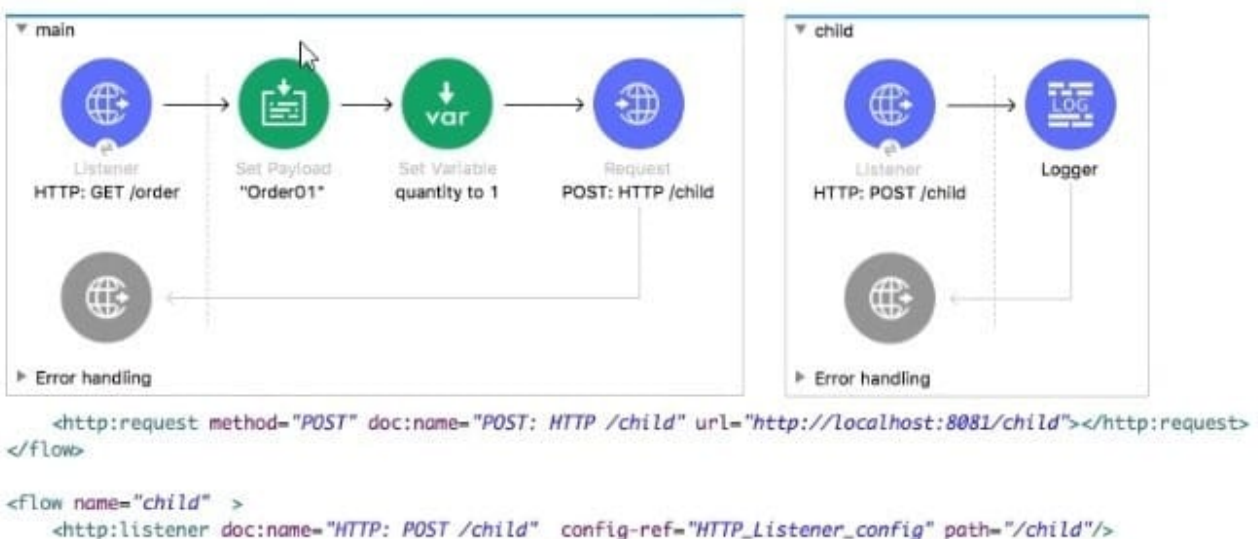 main
Listener
HTTP: GET /order
Set Payload
"Order01"
var
Set Variable
quantity to 1
Request
POST: HTTP /child
Error handling
child
Listener
HTTP: POST /child
LOG
Logger
Error handling
<http:request method="POST" doc:name="POST: HTTP /child" url="http://localhost:8081/child"></http:request>
</flow>
<flow name="child" >
<http:listener doc:name="HTTP: POST /child" config-ref="HTTP_Listener_config" path="/child"/>